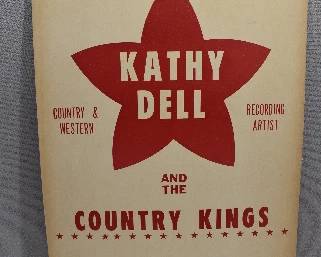 KATHY
DELL
COUNTRY &
WESTERN
RECORDING
ARTIST
AND
THE
COUNTRY KINGS